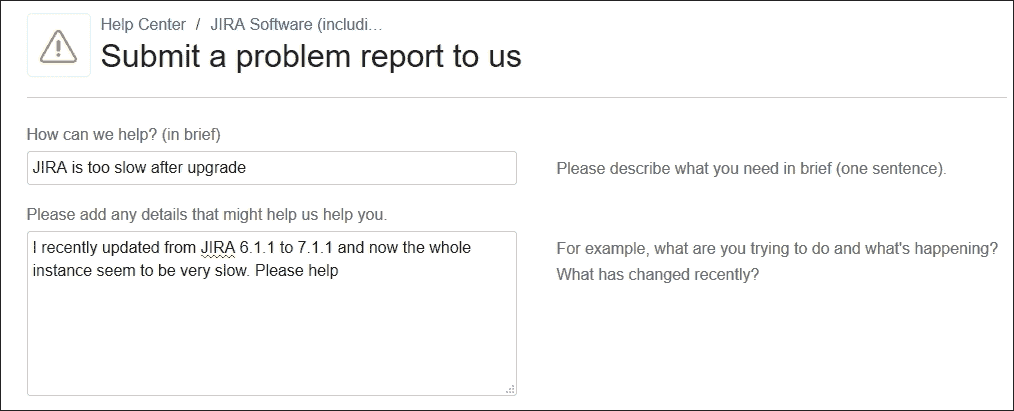 Help Center / JIRA Software (includi...
Submit a problem report to us
How can we help? (in brief)
JIRA is too slow after upgrade
Please describe what you need in brief (one sentence).
Please add any details that might help us help you.
I recently updated from JIRA 6.1.1 to 7.1.1 and now the whole
instance seem to be very slow. Please help
For example, what are you trying to do and what's happening?
What has changed recently?